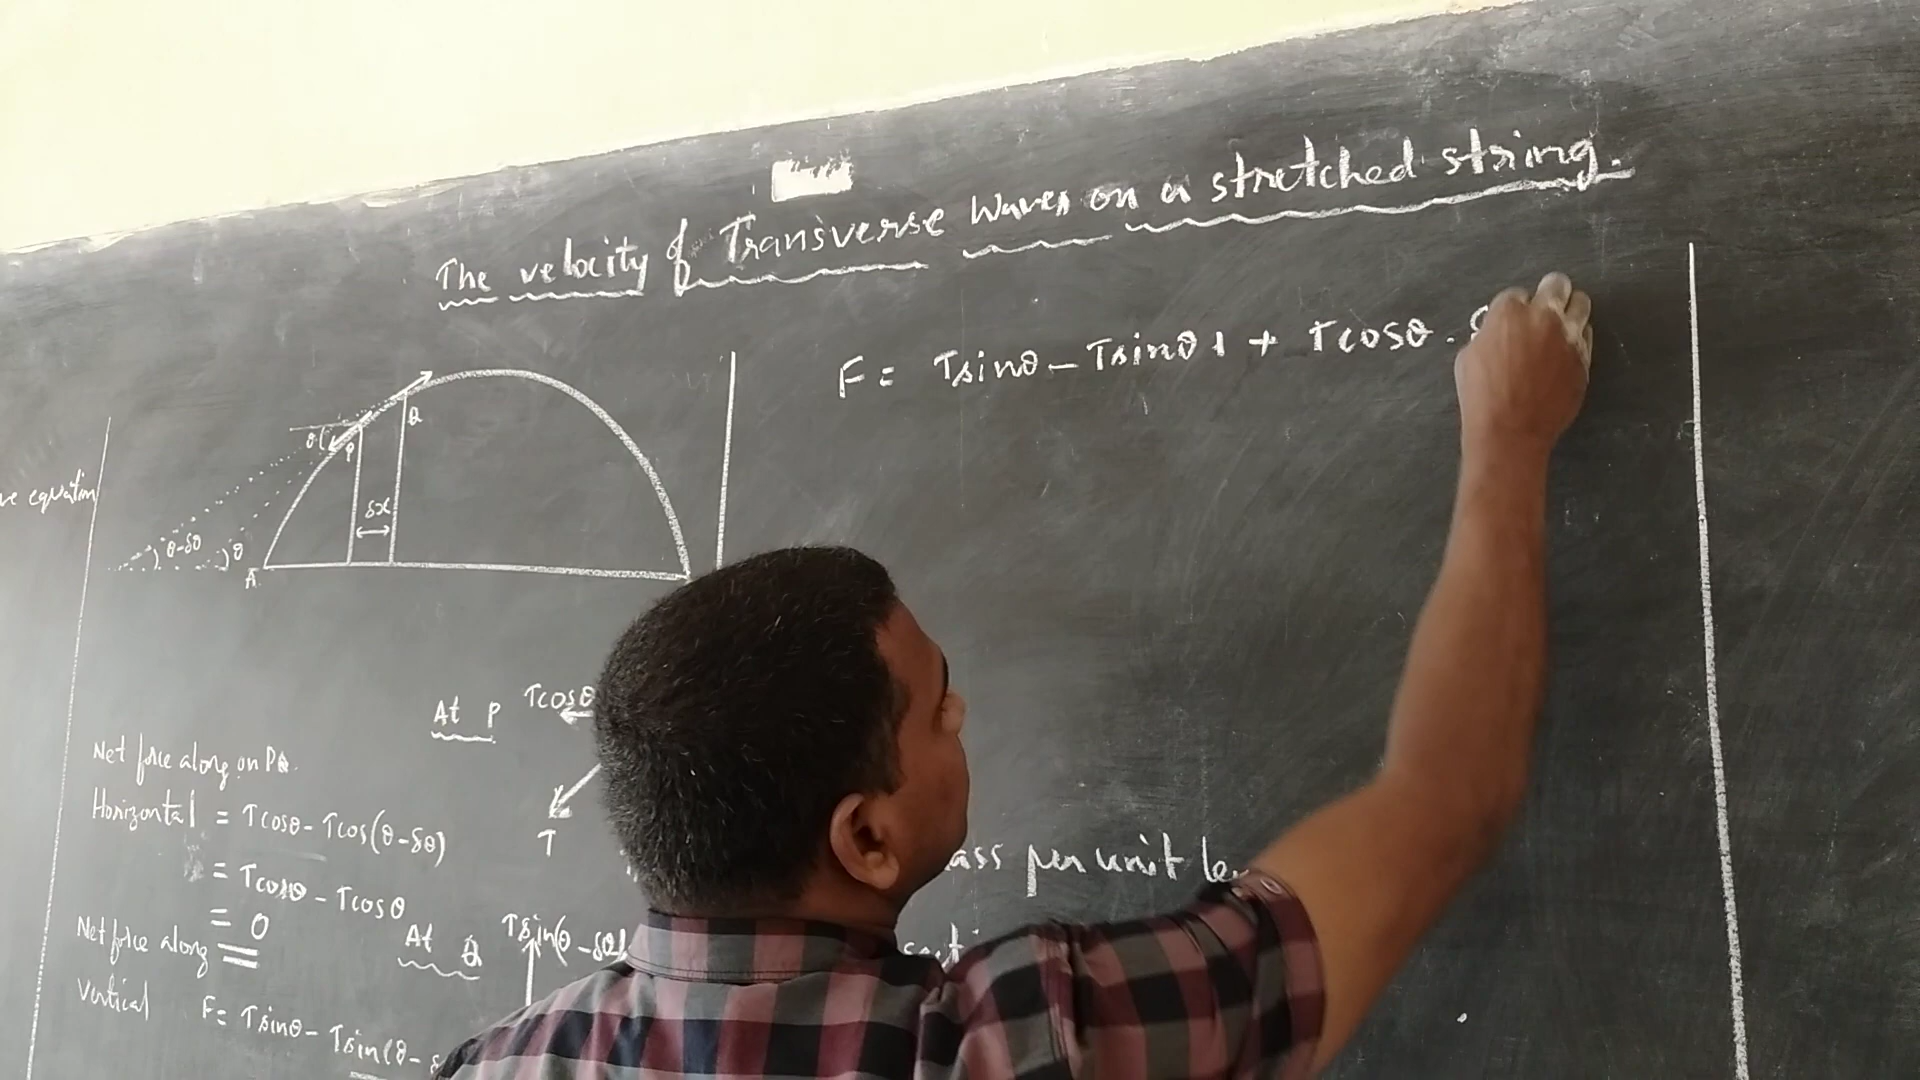 The velocity of Transverse Waves on a stretched string.
F = Tsinθ - Tsinθ 1 + Tcosθ .
Q
θ
P
equation
δx
θ-δθ
θ
A
At P
Tcosθ
Net force along on PQ.
Horizontal = Tcosθ - Tcos(θ-δθ)
T
= Tcosθ - Tcosθ
per unit
= 0
Net force along
At Q
Tsin(θ-δθ)
Vertical F = Tsinθ - Tsin(θ-